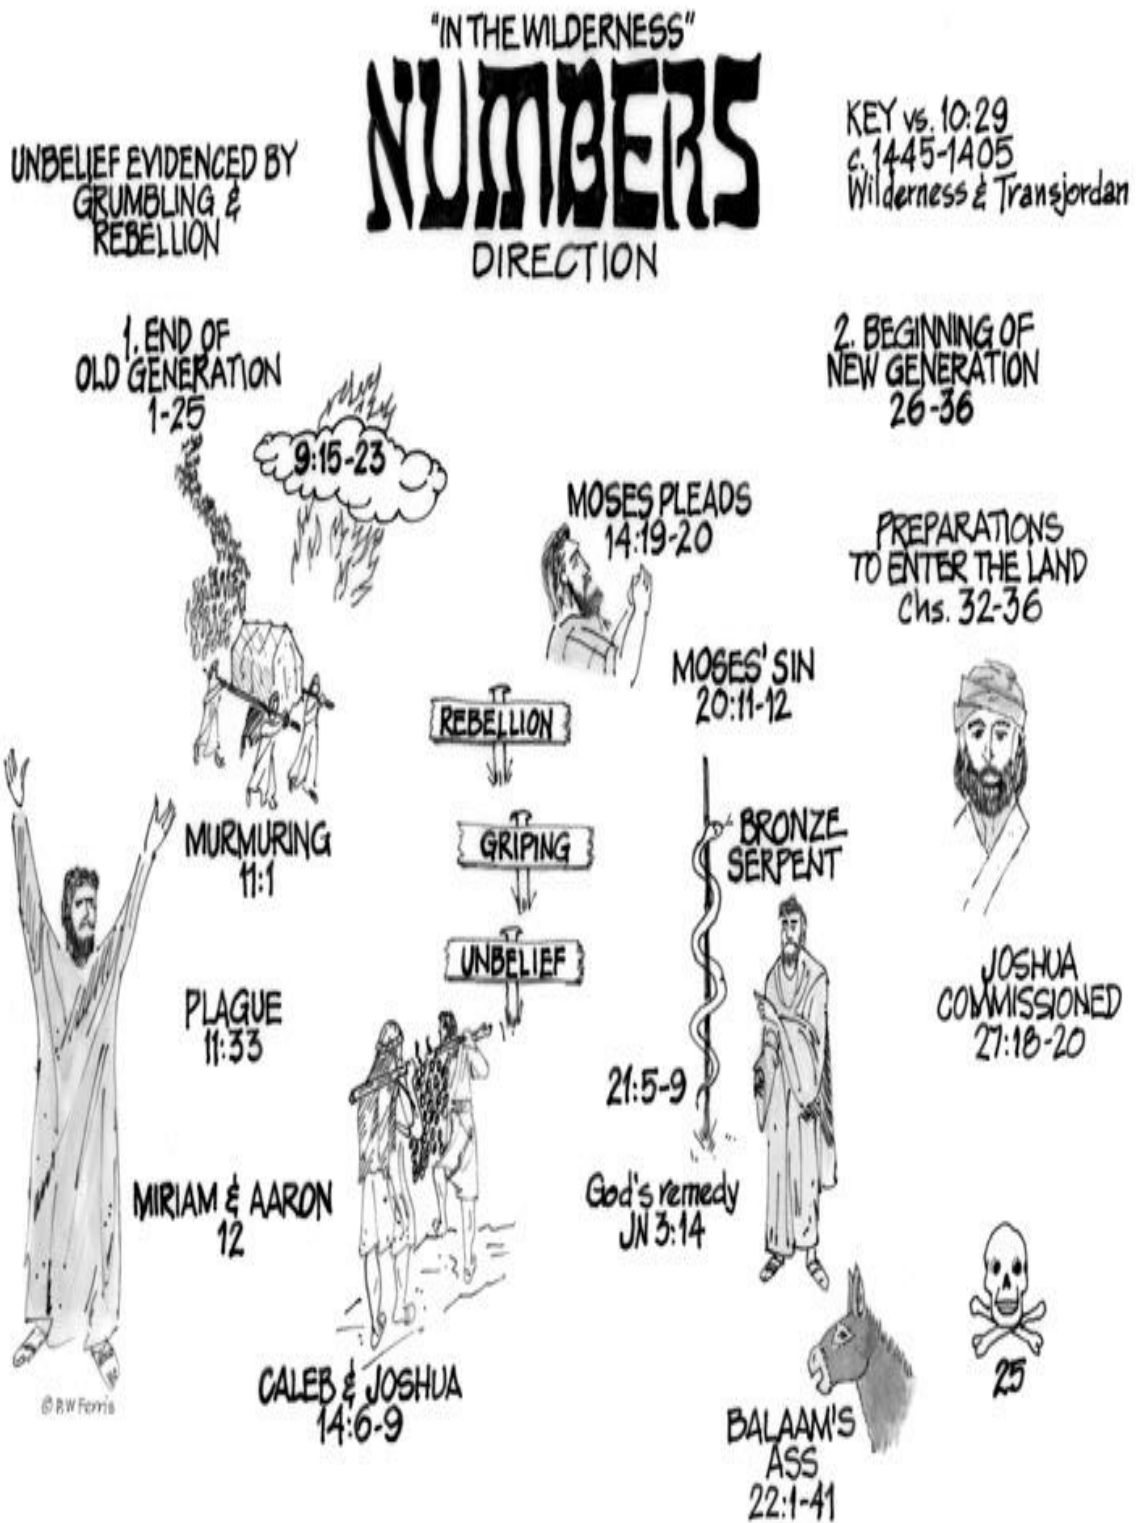 "IN THE WILDERNESS"
NUMBERS
DIRECTION
KEY vs. 10:29
c. 1445-1405
Wilderness & Transjordan
UNBELIEF EVIDENCED BY
GRUMBLING &
REBELLION
1. END OF
OLD GENERATION
1-25
2. BEGINNING OF
NEW GENERATION
26-36
9:15-23
MOSES PLEADS
14:19-20
PREPARATIONS
TO ENTER THE LAND
Chs. 32-36
MOSES' SIN
20:11-12
REBELLION
GRIPING
UNBELIEF
MURMURING
11:1
BRONZE
SERPENT
PLAGUE
11:33
JOSHUA
COMMISSIONED
27:18-20
21:5-9
God's remedy
JN 3:14
MIRIAM & AARON
12
CALEB & JOSHUA
14:6-9
25
BALAAM'S
ASS
22:1-41
© P.W Ferris